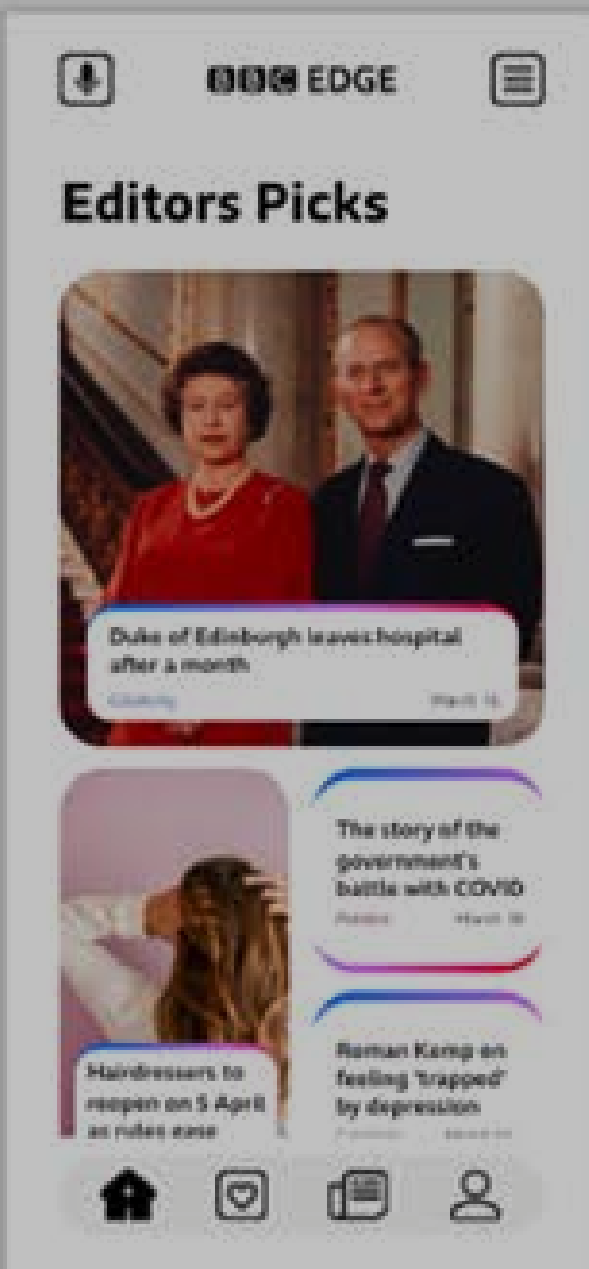 BBC EDGE
Editors Picks
Duke of Edinburgh leaves hospital
after a month
The story of the
government's
battle with COVID
Hairdressers to
reopen on 5 April
as rules ease
Roman Kemp on
feeling 'trapped'
by depression